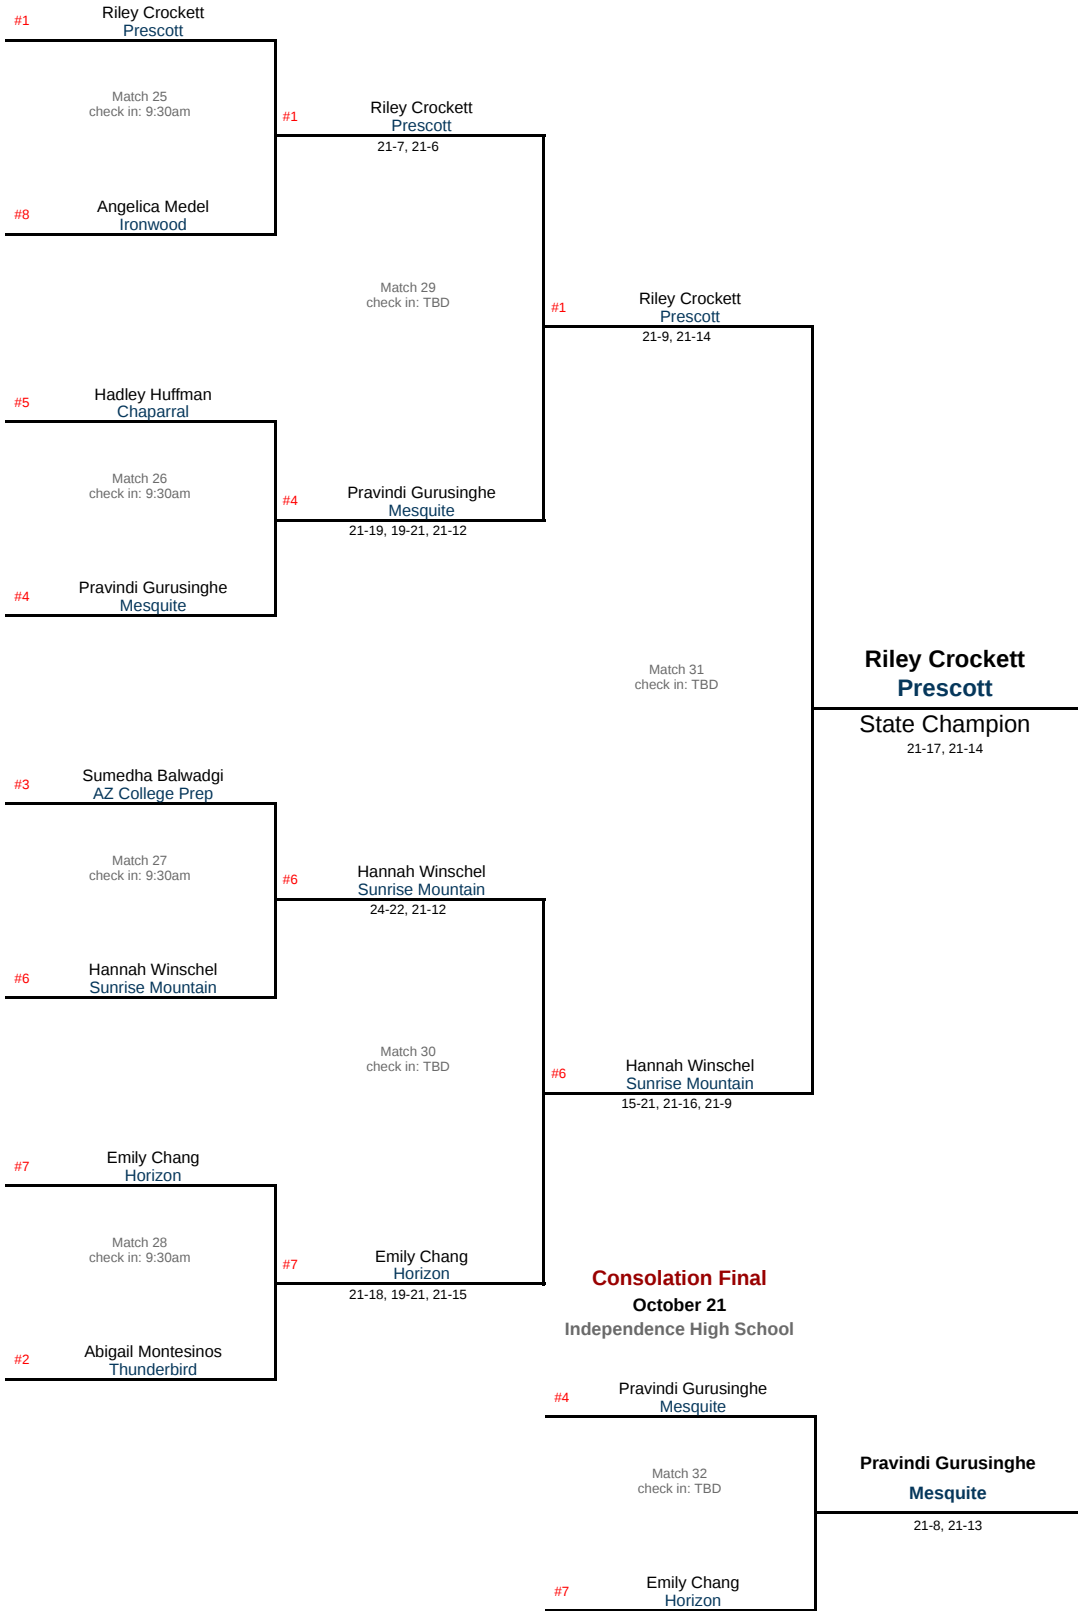 #1
Riley Crockett
Prescott
Match 25
check in: 9:30am
#8
Angelica Medel
Ironwood
#1
Riley Crockett
Prescott
21-7, 21-6
Match 29
check in: TBD
#5
Hadley Huffman
Chaparral
Match 26
check in: 9:30am
#4
Pravindi Gurusinghe
Mesquite
#4
Pravindi Gurusinghe
Mesquite
21-19, 19-21, 21-12
#1
Riley Crockett
Prescott
21-9, 21-14
Match 31
check in: TBD
Riley Crockett
Prescott
State Champion
21-17, 21-14
#3
Sumedha Balwadgi
AZ College Prep
Match 27
check in: 9:30am
#6
Hannah Winschel
Sunrise Mountain
#6
Hannah Winschel
Sunrise Mountain
24-22, 21-12
Match 30
check in: TBD
#6
Hannah Winschel
Sunrise Mountain
15-21, 21-16, 21-9
#7
Emily Chang
Horizon
Match 28
check in: 9:30am
#2
Abigail Montesinos
Thunderbird
#7
Emily Chang
Horizon
21-18, 19-21, 21-15
Consolation Final
October 21
Independence High School
#4
Pravindi Gurusinghe
Mesquite
Match 32
check in: TBD
#7
Emily Chang
Horizon
Pravindi Gurusinghe
Mesquite
21-8, 21-13